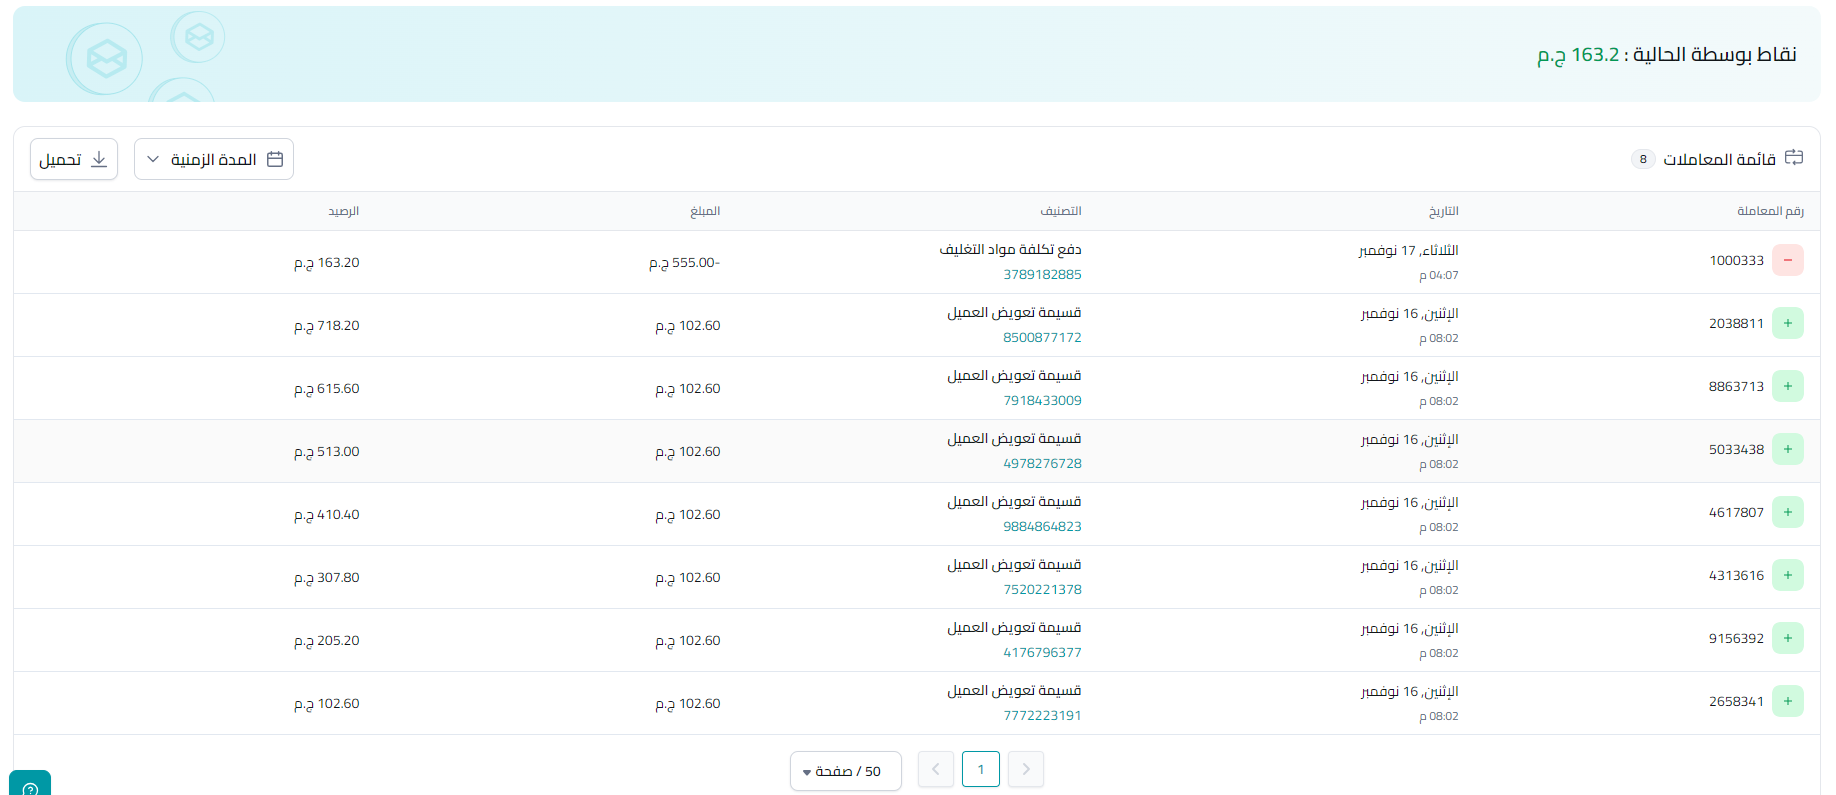 نقاط بوسطة الحالية : 163.2 ج.م
قائمة المعاملات 8
المدة الزمنية
تحميل
رقم المعاملة التاريخ التصنيف المبلغ الرصيد
1000333 الثلاثاء, 17 نوفمبر دفع تكلفة مواد التغليف -555.00 ج.م 163.20 ج.م
04:07 م 3789182885
2038811 الإثنين, 16 نوفمبر قسيمة تعويض العميل 102.60 ج.م 718.20 ج.م
08:02 م 8500877172
8863713 الإثنين, 16 نوفمبر قسيمة تعويض العميل 102.60 ج.م 615.60 ج.م
08:02 م 7918433009
5033438 الإثنين, 16 نوفمبر قسيمة تعويض العميل 102.60 ج.م 513.00 ج.م
08:02 م 4978276728
4617807 الإثنين, 16 نوفمبر قسيمة تعويض العميل 102.60 ج.م 410.40 ج.م
08:02 م 9884864823
4313616 الإثنين, 16 نوفمبر قسيمة تعويض العميل 102.60 ج.م 307.80 ج.م
08:02 م 7520221378
9156392 الإثنين, 16 نوفمبر قسيمة تعويض العميل 102.60 ج.م 205.20 ج.م
08:02 م 4176796377
2658341 الإثنين, 16 نوفمبر قسيمة تعويض العميل 102.60 ج.م 102.60 ج.م
08:02 م 7772223191
1
50 / صفحة